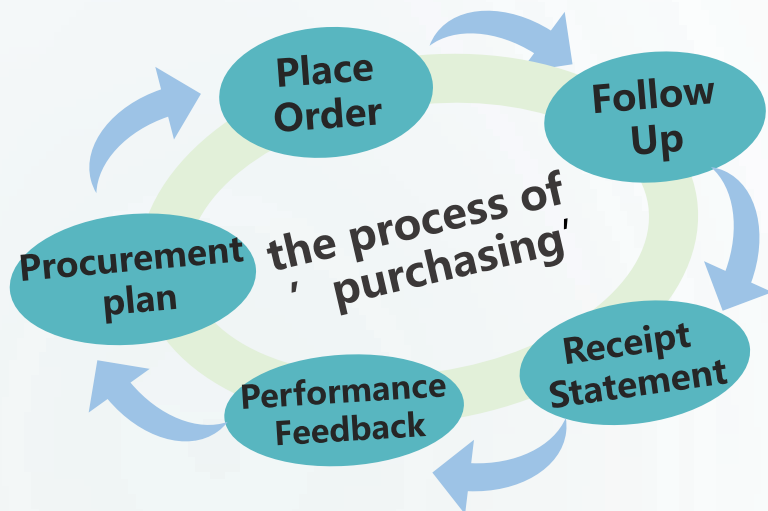 Place
Order
Follow
Up
the process of
′ purchasing′
Procurement
plan
Receipt
Statement
Performance
Feedback